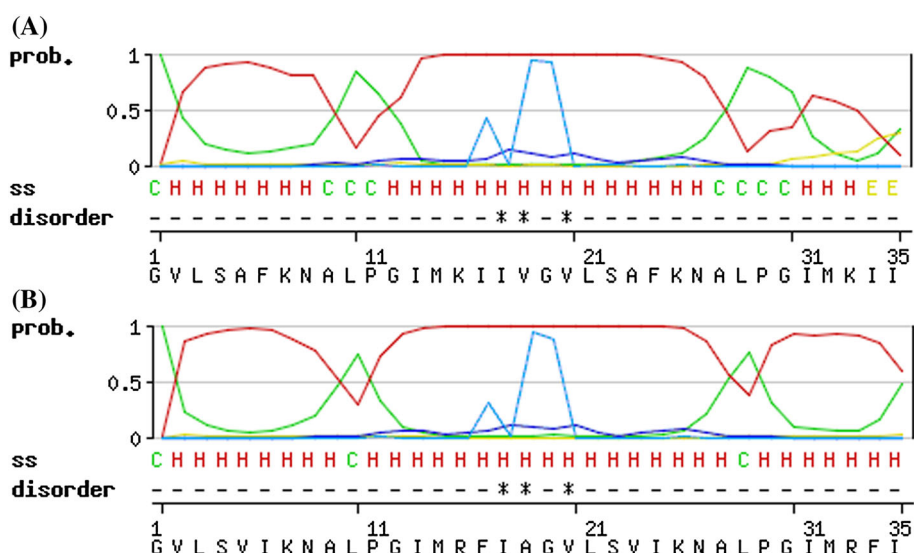 (A)
prob.
1
0.5
0
ss C H H H H H H H C C C H H H H H H H H H H H H H H H C C C C H H H E E
disorder - - - - - - - - - - - - - - - - * * - * - - - - - - - - - - - - - - -
1 11 21 31 35
G V L S A F K N A L P G I M K I I V G V L S A F K N A L P G I M K I I
(B)
prob.
1
0.5
0
ss C H H H H H H H H C H H H H H H H H H H H H H H H H H C H H H H H H H
disorder - - - - - - - - - - - - - - - - * * - * - - - - - - - - - - - - - - -
1 11 21 31 35
G V L S V I K N A L P G I M R F I A G V L S V I K N A L P G I M R F I